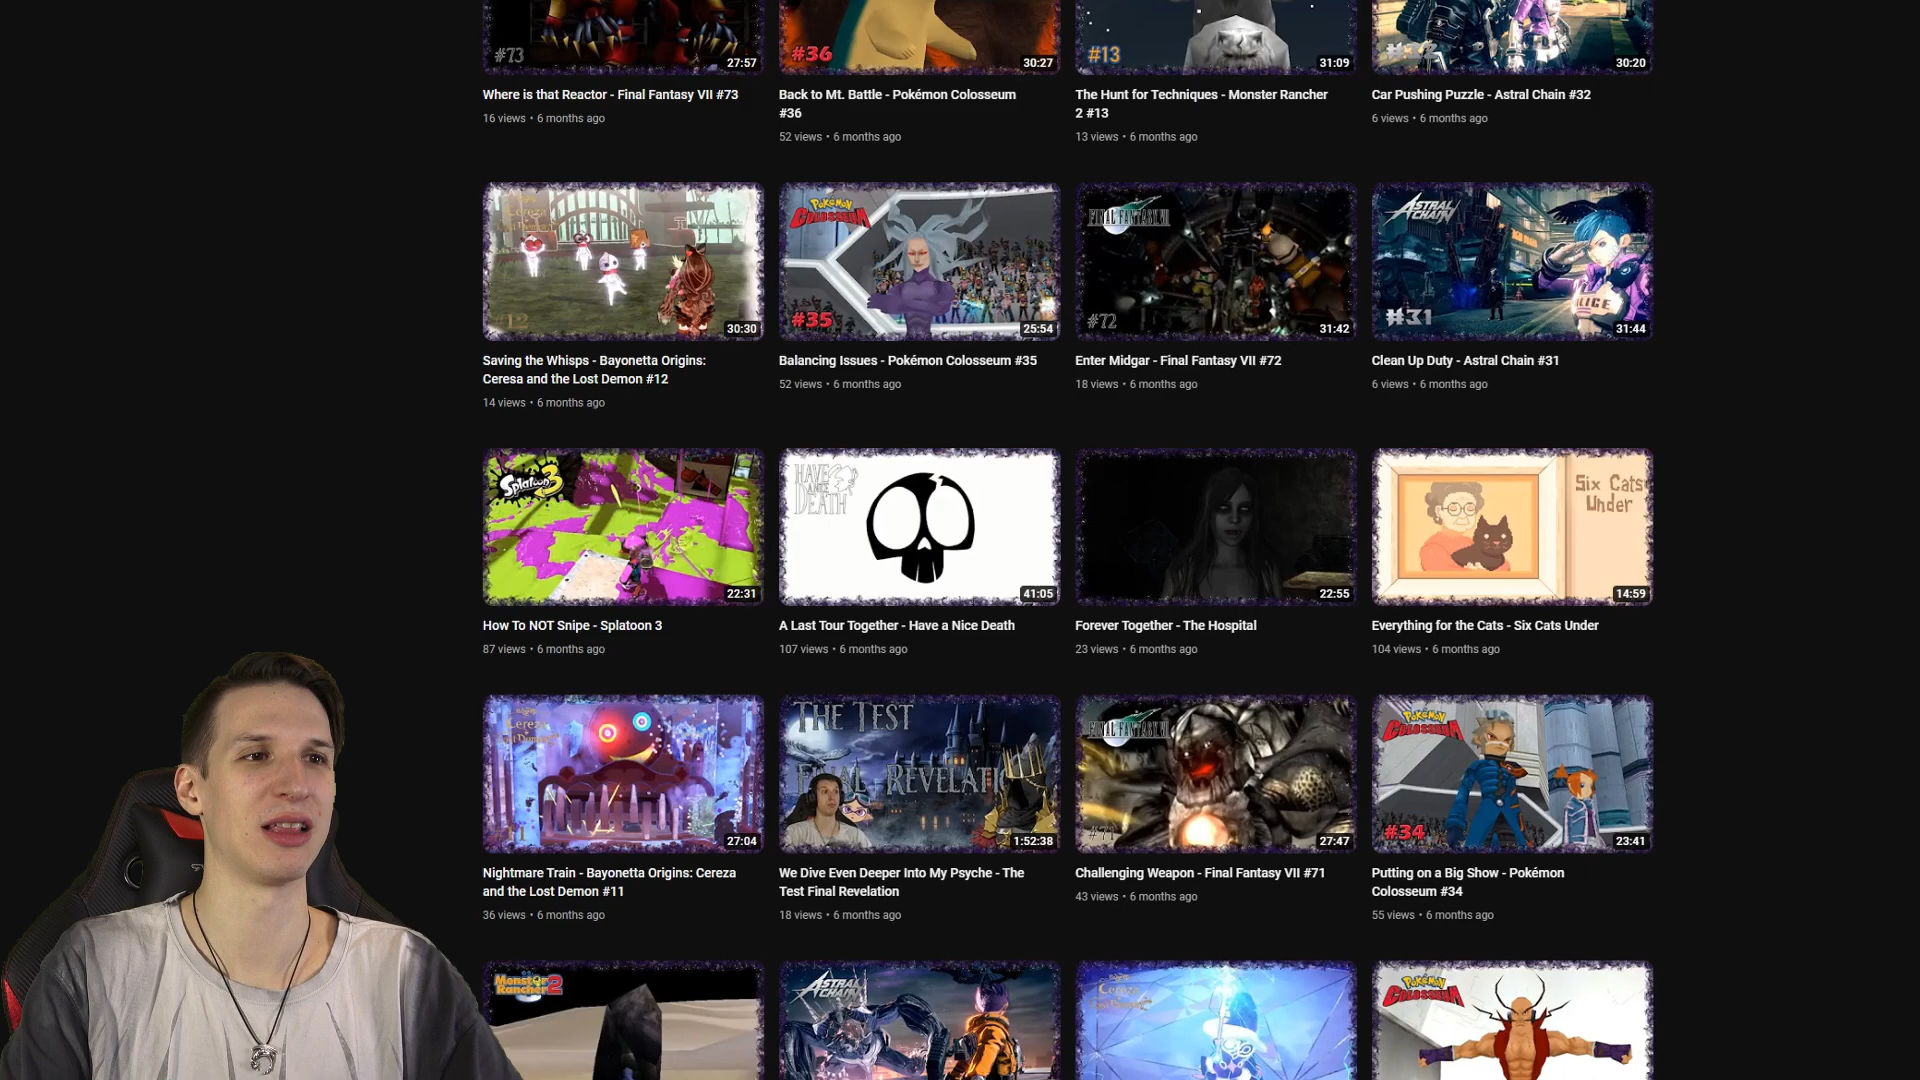 #73
27:57
#36
30:27
#13
31:09
30:20
Where is that Reactor - Final Fantasy VII #73
16 views • 6 months ago
Back to Mt. Battle - Pokémon Colosseum
#36
52 views • 6 months ago
The Hunt for Techniques - Monster Rancher
2 #13
13 views • 6 months ago
Car Pushing Puzzle - Astral Chain #32
6 views • 6 months ago
Cereza
#12
30:30
POKéMON
COLOSSEUM
#35
25:54
FINAL FANTASY VII
#72
31:42
ASTRAL
CHAIN
#31
31:44
Saving the Whisps - Bayonetta Origins:
Ceresa and the Lost Demon #12
14 views • 6 months ago
Balancing Issues - Pokémon Colosseum #35
52 views • 6 months ago
Enter Midgar - Final Fantasy VII #72
18 views • 6 months ago
Clean Up Duty - Astral Chain #31
6 views • 6 months ago
Splatoon 3
22:31
HAVE
A NICE
DEATH
41:05
22:55
Six Cats
Under
14:59
How To NOT Snipe - Splatoon 3
87 views • 6 months ago
A Last Tour Together - Have a Nice Death
107 views • 6 months ago
Forever Together - The Hospital
23 views • 6 months ago
Everything for the Cats - Six Cats Under
104 views • 6 months ago
Cereza
27:04
THE TEST
FINAL REVELATI
1:52:38
FINAL FANTASY VII
27:47
POKéMON
COLOSSEUM
#34
23:41
Nightmare Train - Bayonetta Origins: Cereza
and the Lost Demon #11
36 views • 6 months ago
We Dive Even Deeper Into My Psyche - The
Test Final Revelation
18 views • 6 months ago
Challenging Weapon - Final Fantasy VII #71
43 views • 6 months ago
Putting on a Big Show - Pokémon
Colosseum #34
55 views • 6 months ago
Monster
Rancher 2
ASTRAL
CHAIN
Cereza
POKéMON
COLOSSEUM